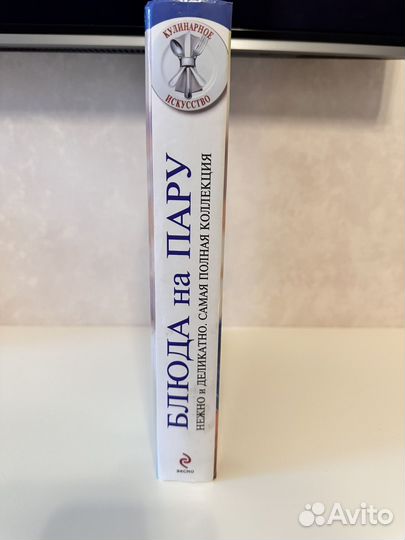 КУЛИНАРНОЕ
ИСКУССТВО
БЛЮДА на ПАРУ
НЕЖНО и ДЕЛИКАТНО. САМАЯ ПОЛНАЯ КОЛЛЕКЦИЯ
ЭКСМО
Avito